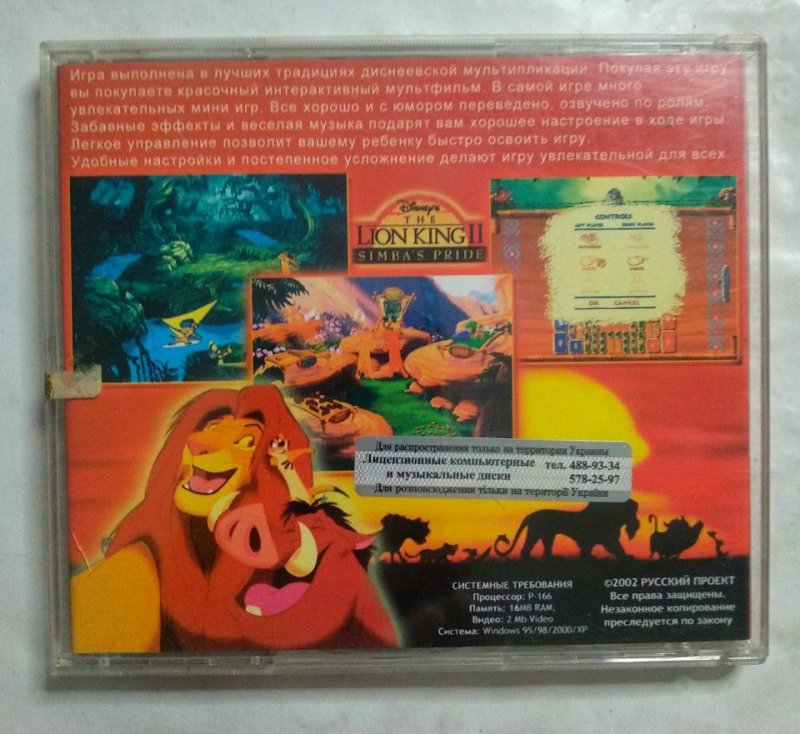 Игра выполнена в лучших традициях диснеевской мультипликации. Покупая эту игру
вы покупаете красочный интерактивный мультфильм. В самой игре много
увлекательных мини игр. Все хорошо и с юмором переведено, озвучено по ролям.
Забавные эффекты и веселая музыка подарят вам хорошее настроение в ходе игры.
Легкое управление позволит вашему ребенку быстро освоить игру.
Удобные настройки и постепенное усложнение делают игру увлекательной для всех.
Disney's
THE
LION KING II
SIMBA'S PRIDE
CONTROLS
LEFT PLAYER RIGHT PLAYER
OK CANCEL
Для распространения только на территории Украины
Лицензионные компьютерные
и музыкальные диски
тел. 488-93-34
578-25-97
Для розповсюдження тільки на території України
СИСТЕМНЫЕ ТРЕБОВАНИЯ
Процессор: P-166
Память: 16MB RAM,
Видео: 2 Mb Video
Система: Windows 95/98/2000/XP
©2002 РУССКИЙ ПРОЕКТ
Все права защищены.
Незаконное копирование
преследуется по закону